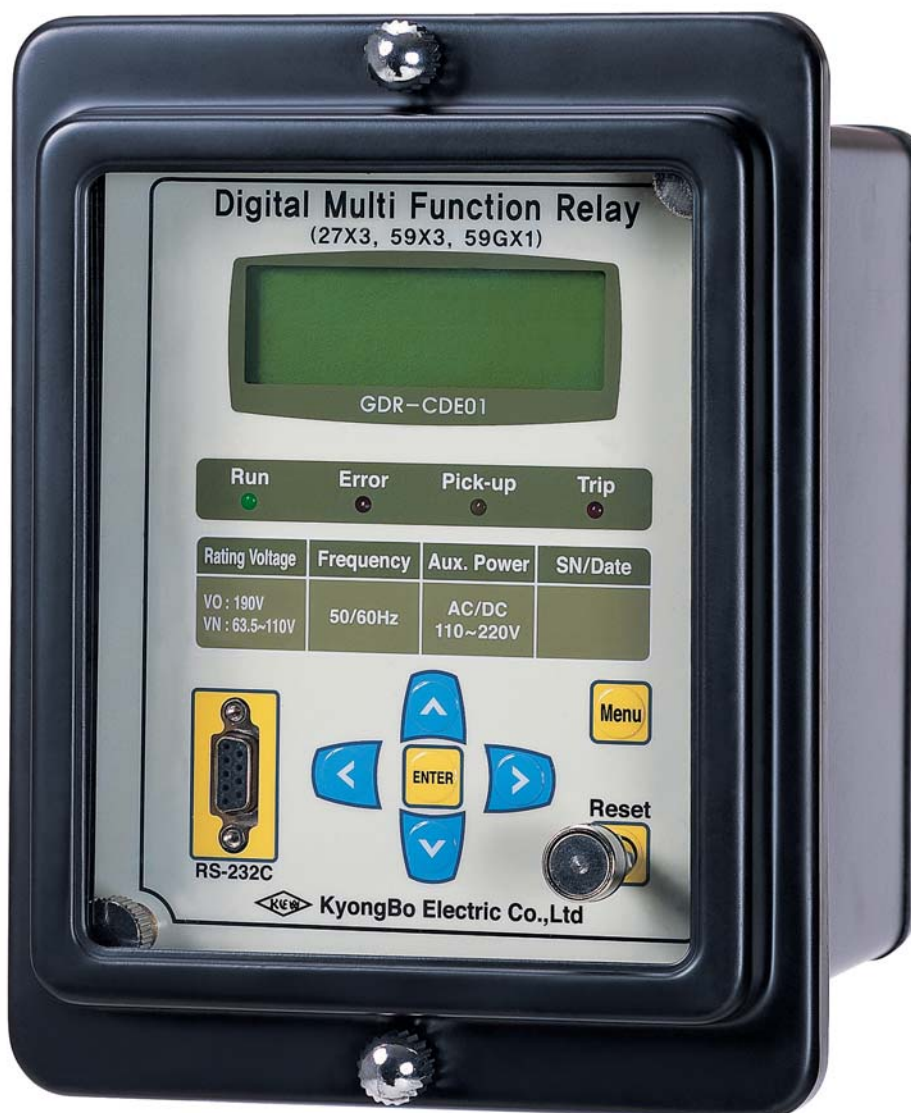 Digital Multi Function Relay
(27X3, 59X3, 59GX1)
GDR-CDE01
Run Error Pick-up Trip
Rating Voltage Frequency Aux. Power SN/Date
VO : 190V
VN : 63.5~110V
50/60Hz
AC/DC
110~220V
Menu
ENTER
Reset
RS-232C
KyongBo Electric Co.,Ltd